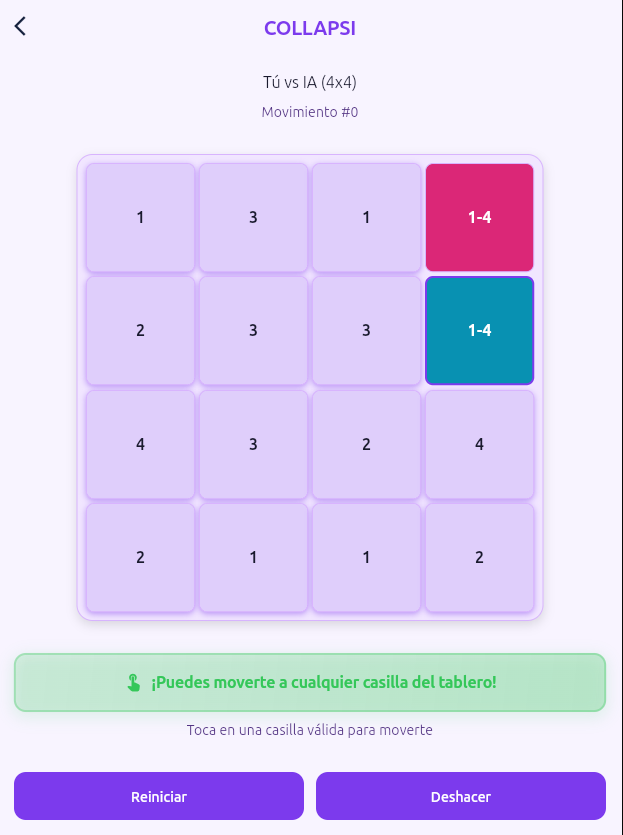 COLLAPSI
Tú vs IA (4x4)
Movimiento #0
1 3 1 1-4
2 3 3 1-4
4 3 2 4
2 1 1 2
¡Puedes moverte a cualquier casilla del tablero!
Toca en una casilla válida para moverte
Reiniciar Deshacer